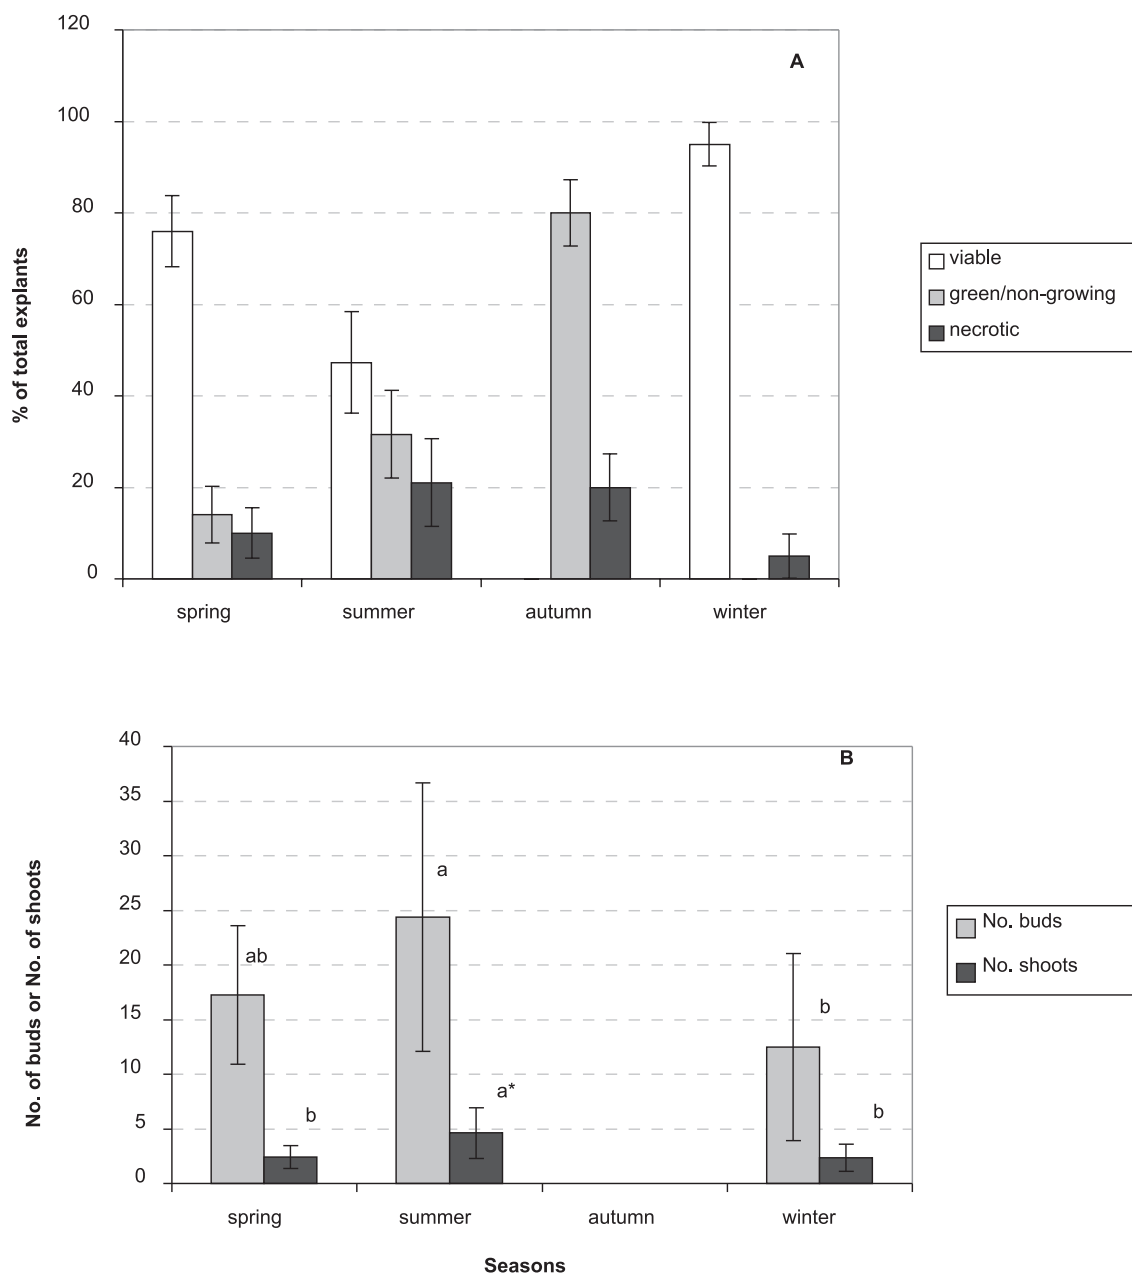 120
A
100
80
60
40
20
0
% of total explants
spring summer autumn winter
viable
green/non-growing
necrotic
40
B
35
30
25
20
15
10
5
0
No. of buds or No. of shoots
a
ab
b
a*
b
b
spring summer autumn winter
Seasons
No. buds
No. shoots